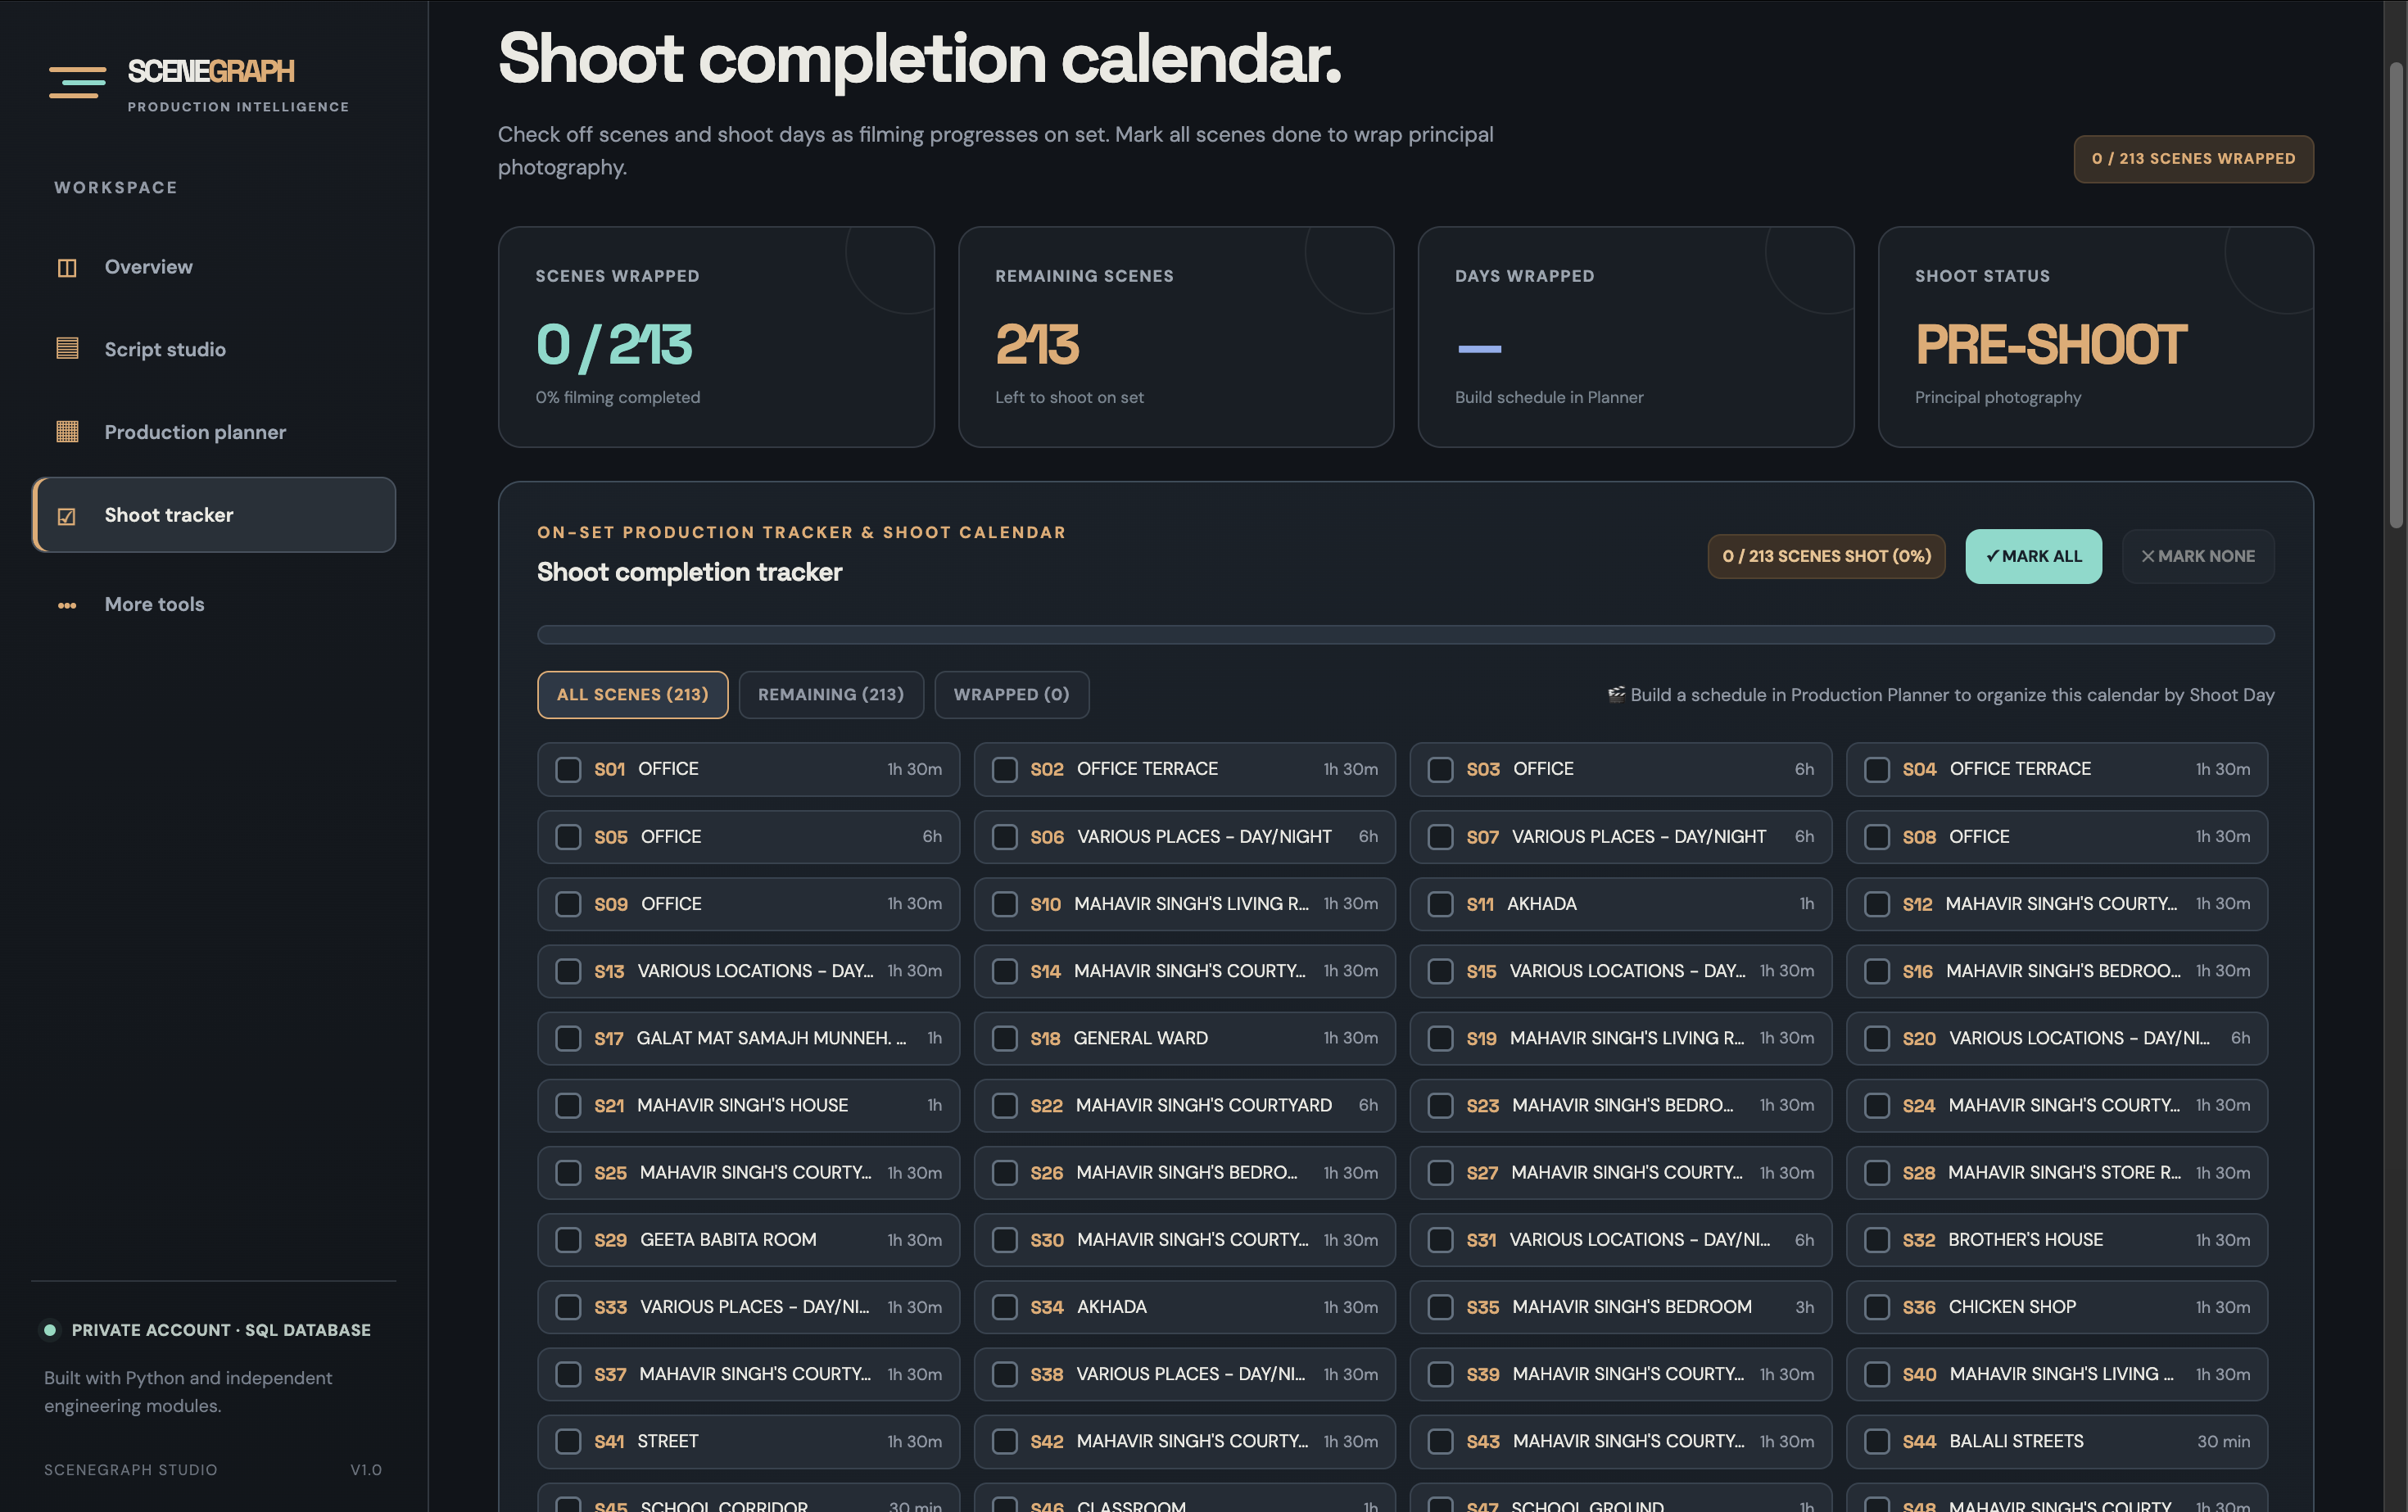 SCENEGRAPH
PRODUCTION INTELLIGENCE
WORKSPACE
Overview
Script studio
Production planner
Shoot tracker
More tools
PRIVATE ACCOUNT · SQL DATABASE
Built with Python and independent
engineering modules.
SCENEGRAPH STUDIO V1.0
Shoot completion calendar.
Check off scenes and shoot days as filming progresses on set. Mark all scenes done to wrap principal
photography.
0 / 213 SCENES WRAPPED
SCENES WRAPPED
0 / 213
0% filming completed
REMAINING SCENES
213
Left to shoot on set
DAYS WRAPPED
—
Build schedule in Planner
SHOOT STATUS
PRE-SHOOT
Principal photography
ON-SET PRODUCTION TRACKER & SHOOT CALENDAR
Shoot completion tracker
0 / 213 SCENES SHOT (0%)
✓ MARK ALL
✕ MARK NONE
ALL SCENES (213)
REMAINING (213)
WRAPPED (0)
🎬 Build a schedule in Production Planner to organize this calendar by Shoot Day
S01 OFFICE 1h 30m
S02 OFFICE TERRACE 1h 30m
S03 OFFICE 6h
S04 OFFICE TERRACE 1h 30m
S05 OFFICE 6h
S06 VARIOUS PLACES - DAY/NIGHT 6h
S07 VARIOUS PLACES - DAY/NIGHT 6h
S08 OFFICE 1h 30m
S09 OFFICE 1h 30m
S10 MAHAVIR SINGH'S LIVING R... 1h 30m
S11 AKHADA 1h
S12 MAHAVIR SINGH'S COURTY... 1h 30m
S13 VARIOUS LOCATIONS - DAY... 1h 30m
S14 MAHAVIR SINGH'S COURTY... 1h 30m
S15 VARIOUS LOCATIONS - DAY... 1h 30m
S16 MAHAVIR SINGH'S BEDROO... 1h 30m
S17 GALAT MAT SAMAJH MUNNEH. ... 1h
S18 GENERAL WARD 1h 30m
S19 MAHAVIR SINGH'S LIVING R... 1h 30m
S20 VARIOUS LOCATIONS - DAY/NI... 6h
S21 MAHAVIR SINGH'S HOUSE 1h
S22 MAHAVIR SINGH'S COURTYARD 6h
S23 MAHAVIR SINGH'S BEDRO... 1h 30m
S24 MAHAVIR SINGH'S COURTY... 1h 30m
S25 MAHAVIR SINGH'S COURTY... 1h 30m
S26 MAHAVIR SINGH'S BEDRO... 1h 30m
S27 MAHAVIR SINGH'S COURTY... 1h 30m
S28 MAHAVIR SINGH'S STORE R... 1h 30m
S29 GEETA BABITA ROOM 1h 30m
S30 MAHAVIR SINGH'S COURTY... 1h 30m
S31 VARIOUS LOCATIONS - DAY/NI... 6h
S32 BROTHER'S HOUSE 1h 30m
S33 VARIOUS PLACES - DAY/NI... 1h 30m
S34 AKHADA 1h 30m
S35 MAHAVIR SINGH'S BEDROOM 3h
S36 CHICKEN SHOP 1h 30m
S37 MAHAVIR SINGH'S COURTY... 1h 30m
S38 VARIOUS PLACES - DAY/NI... 1h 30m
S39 MAHAVIR SINGH'S COURTY... 1h 30m
S40 MAHAVIR SINGH'S LIVING ... 1h 30m
S41 STREET 1h 30m
S42 MAHAVIR SINGH'S COURTY... 1h 30m
S43 MAHAVIR SINGH'S COURTY... 1h 30m
S44 BALALI STREETS 30 min
S45 SCHOOL CORRIDOR 30 min
S46 CLASSROOM 1h
S47 SCHOOL GROUND 1h
S48 MAHAVIR SINGH'S COURTY... 1h 30m